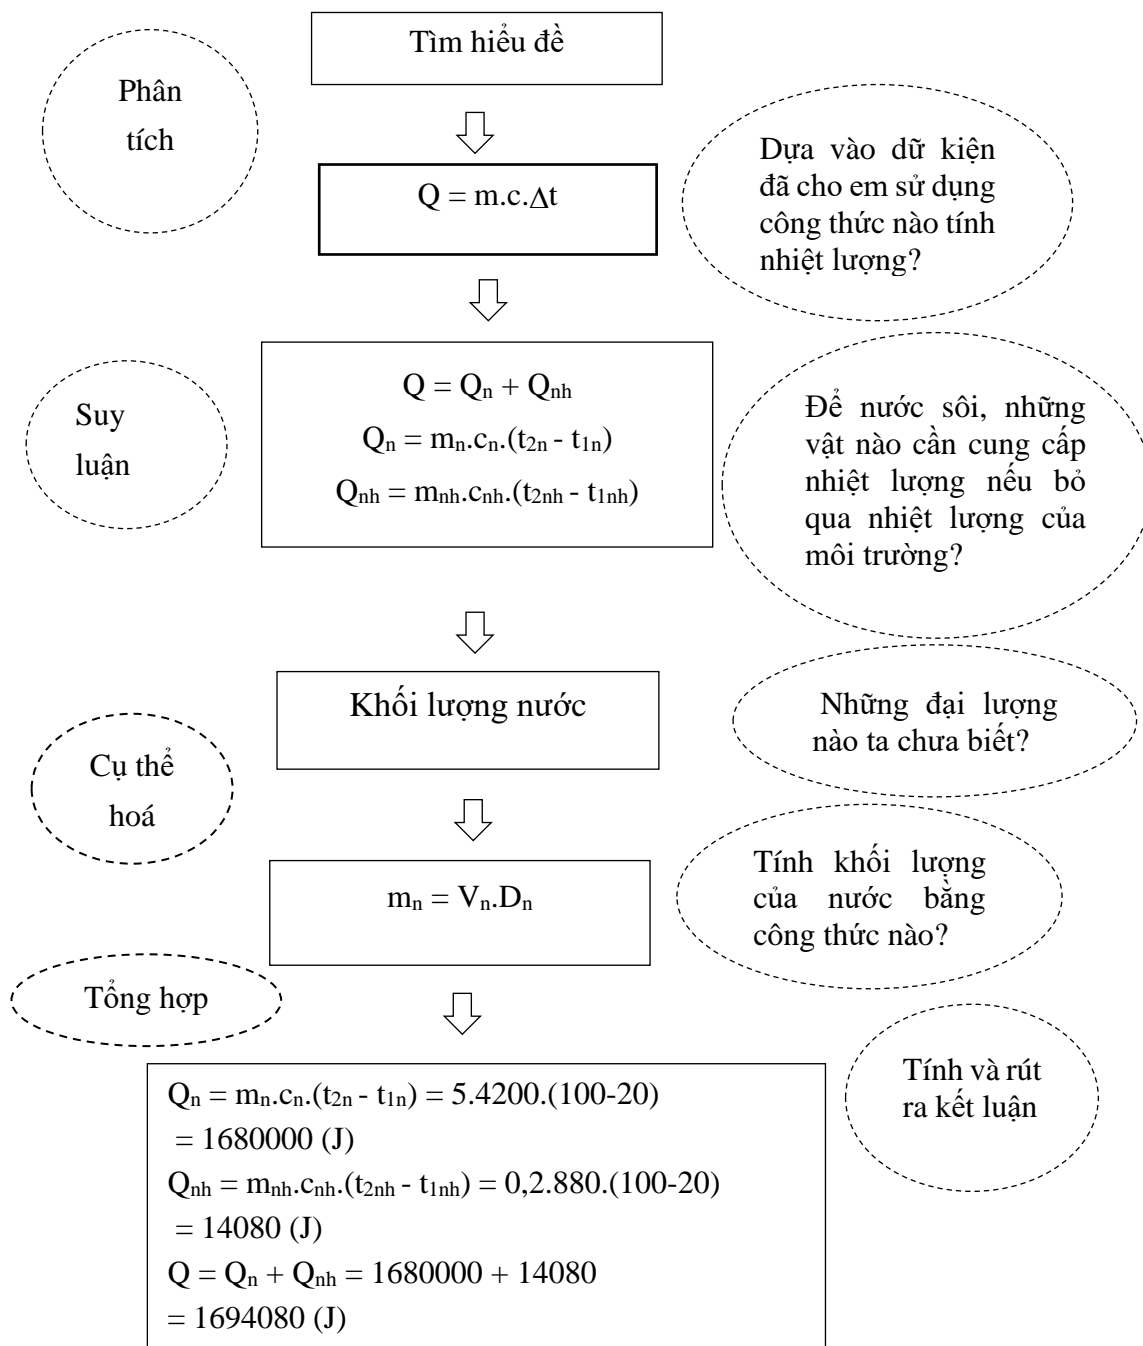 Tìm hiểu đề
Phân
tích
Q = m.c.Δt
Dựa vào dữ kiện
đã cho em sử dụng
công thức nào tính
nhiệt lượng?
Q = Qn + Qnh
Qn = mn.cn.(t2n - t1n)
Qnh = mnh.cnh.(t2nh - t1nh)
Suy
luận
Để nước sôi, những
vật nào cần cung cấp
nhiệt lượng nếu bỏ
qua nhiệt lượng của
môi trường?
Khối lượng nước
Những đại lượng
nào ta chưa biết?
Cụ thể
hoá
mn = Vn.Dn
Tính khối lượng
của nước bằng
công thức nào?
Tổng hợp
Qn = mn.cn.(t2n - t1n) = 5.4200.(100-20)
= 1680000 (J)
Qnh = mnh.cnh.(t2nh - t1nh) = 0,2.880.(100-20)
= 14080 (J)
Q = Qn + Qnh = 1680000 + 14080
= 1694080 (J)
Tính và rút
ra kết luận